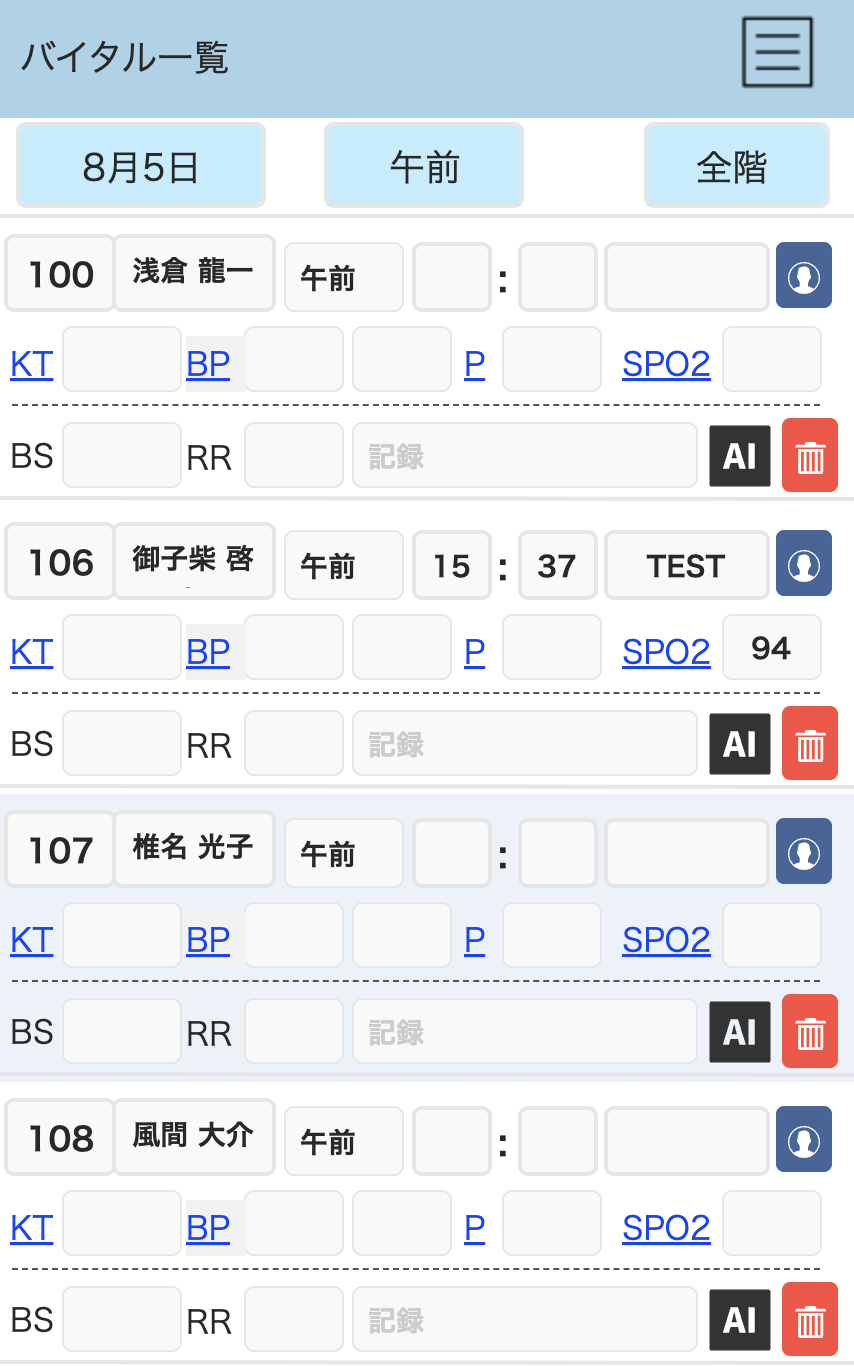 バイタル一覧
8月5日 午前 全階
100 浅倉 龍一 午前 :
KT BP P SPO2
BS RR 記録 AI
106 御子柴 啓 午前 15 : 37 TEST
KT BP P SPO2 94
BS RR 記録 AI
107 椎名 光子 午前 :
KT BP P SPO2
BS RR 記録 AI
108 風間 大介 午前 :
KT BP P SPO2
BS RR 記録 AI